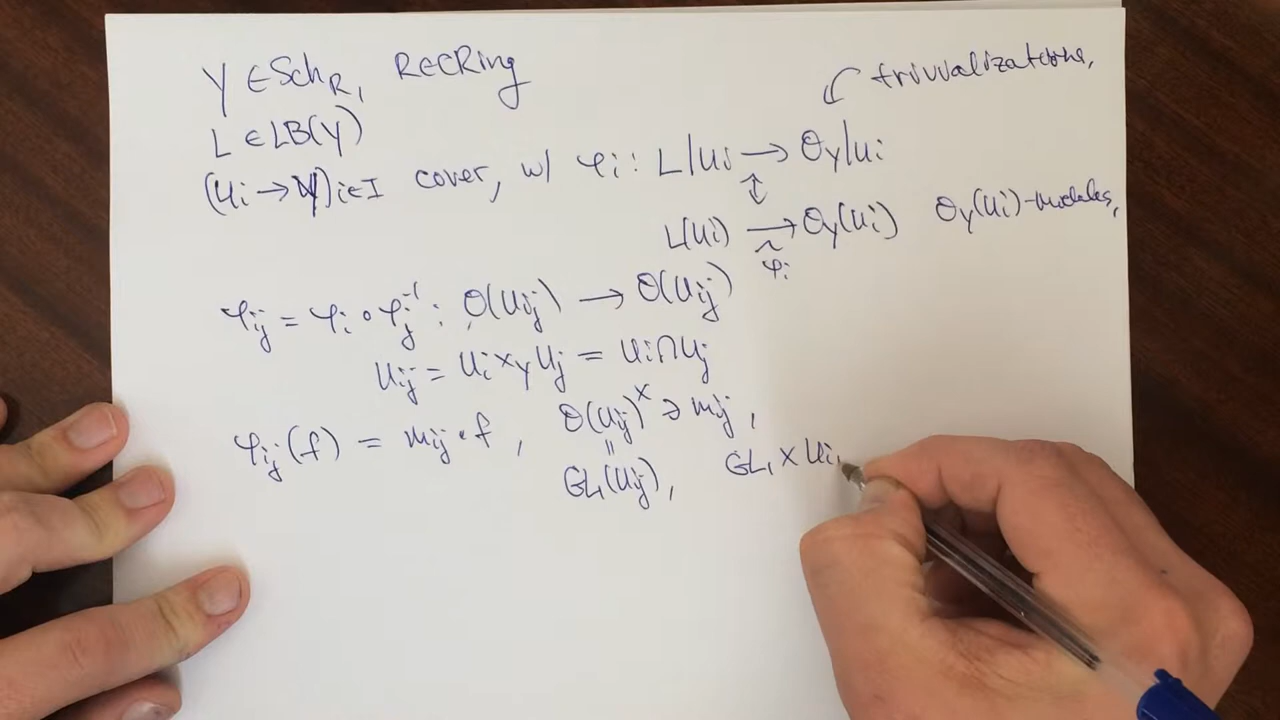 Y ∈ Sch_R, R ∈ CRing
trivializations,
L ∈ LB(Y)
(U_i → Y)_{i∈I} cover, w/ φ_i : L|U_i → O_Y|U_i
↕
L(U_i) →~ O_Y(U_i) O_Y(U_i)-modules,
φ_i
φ_ij = φ_i ∘ φ_j^{-1} : O(U_ij) → O(U_ij)
U_ij = U_i ×_Y U_j = U_i ∩ U_j
φ_ij(f) = m_ij · f , O(U_ij)^× ∋ m_ij ,
=
GL_1(U_ij), GL_1 × U_i